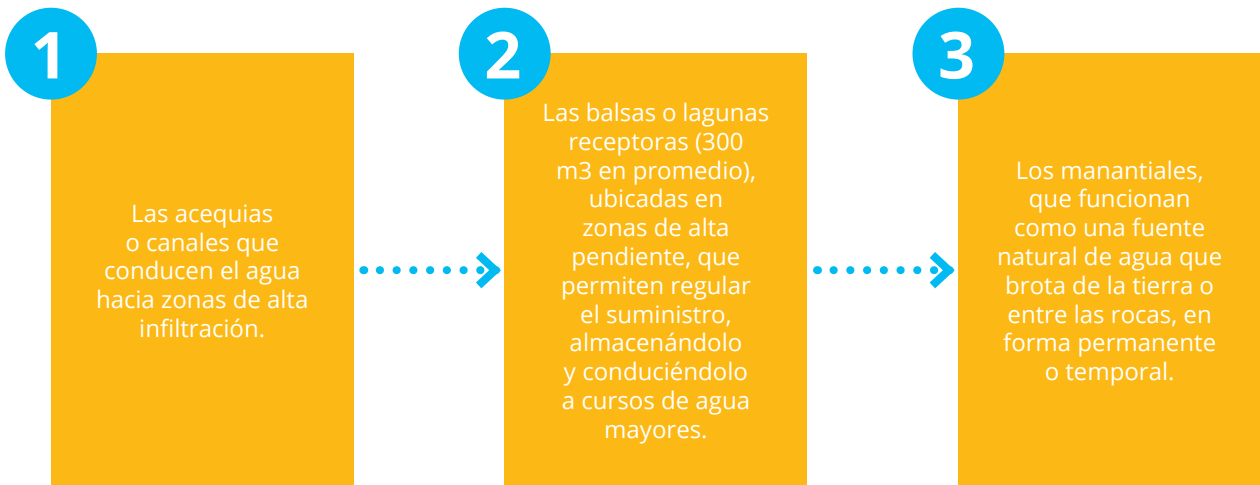 1
Las acequias
o canales que
conducen el agua
hacia zonas de alta
infiltración.
2
Las balsas o lagunas
receptoras (300
m3 en promedio),
ubicadas en
zonas de alta
pendiente, que
permiten regular
el suministro,
almacenándolo
y conduciéndolo
a cursos de agua
mayores.
3
Los manantiales,
que funcionan
como una fuente
natural de agua que
brota de la tierra o
entre las rocas, en
forma permanente
o temporal.